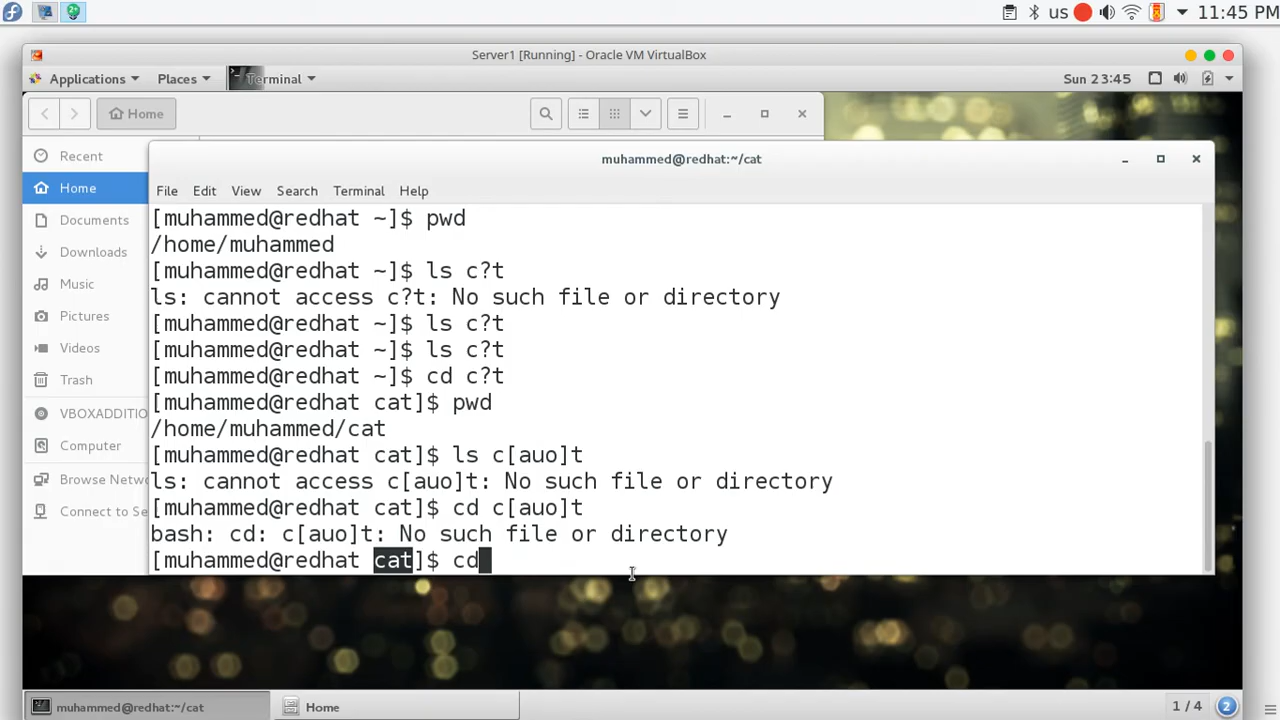 us 11:45 PM
Server1 [Running] - Oracle VM VirtualBox
Applications Places Terminal Sun 23:45
Home
Recent
Home
Documents
Downloads
Music
Pictures
Videos
Trash
VBOXADDITIO
Computer
Browse Netw
Connect to Se
muhammed@redhat:~/cat
File Edit View Search Terminal Help
[muhammed@redhat ~]$ pwd
/home/muhammed
[muhammed@redhat ~]$ ls c?t
ls: cannot access c?t: No such file or directory
[muhammed@redhat ~]$ ls c?t
[muhammed@redhat ~]$ ls c?t
[muhammed@redhat ~]$ cd c?t
[muhammed@redhat cat]$ pwd
/home/muhammed/cat
[muhammed@redhat cat]$ ls c[auo]t
ls: cannot access c[auo]t: No such file or directory
[muhammed@redhat cat]$ cd c[auo]t
bash: cd: c[auo]t: No such file or directory
[muhammed@redhat cat]$ cd
muhammed@redhat:~/cat Home 1 / 4 2